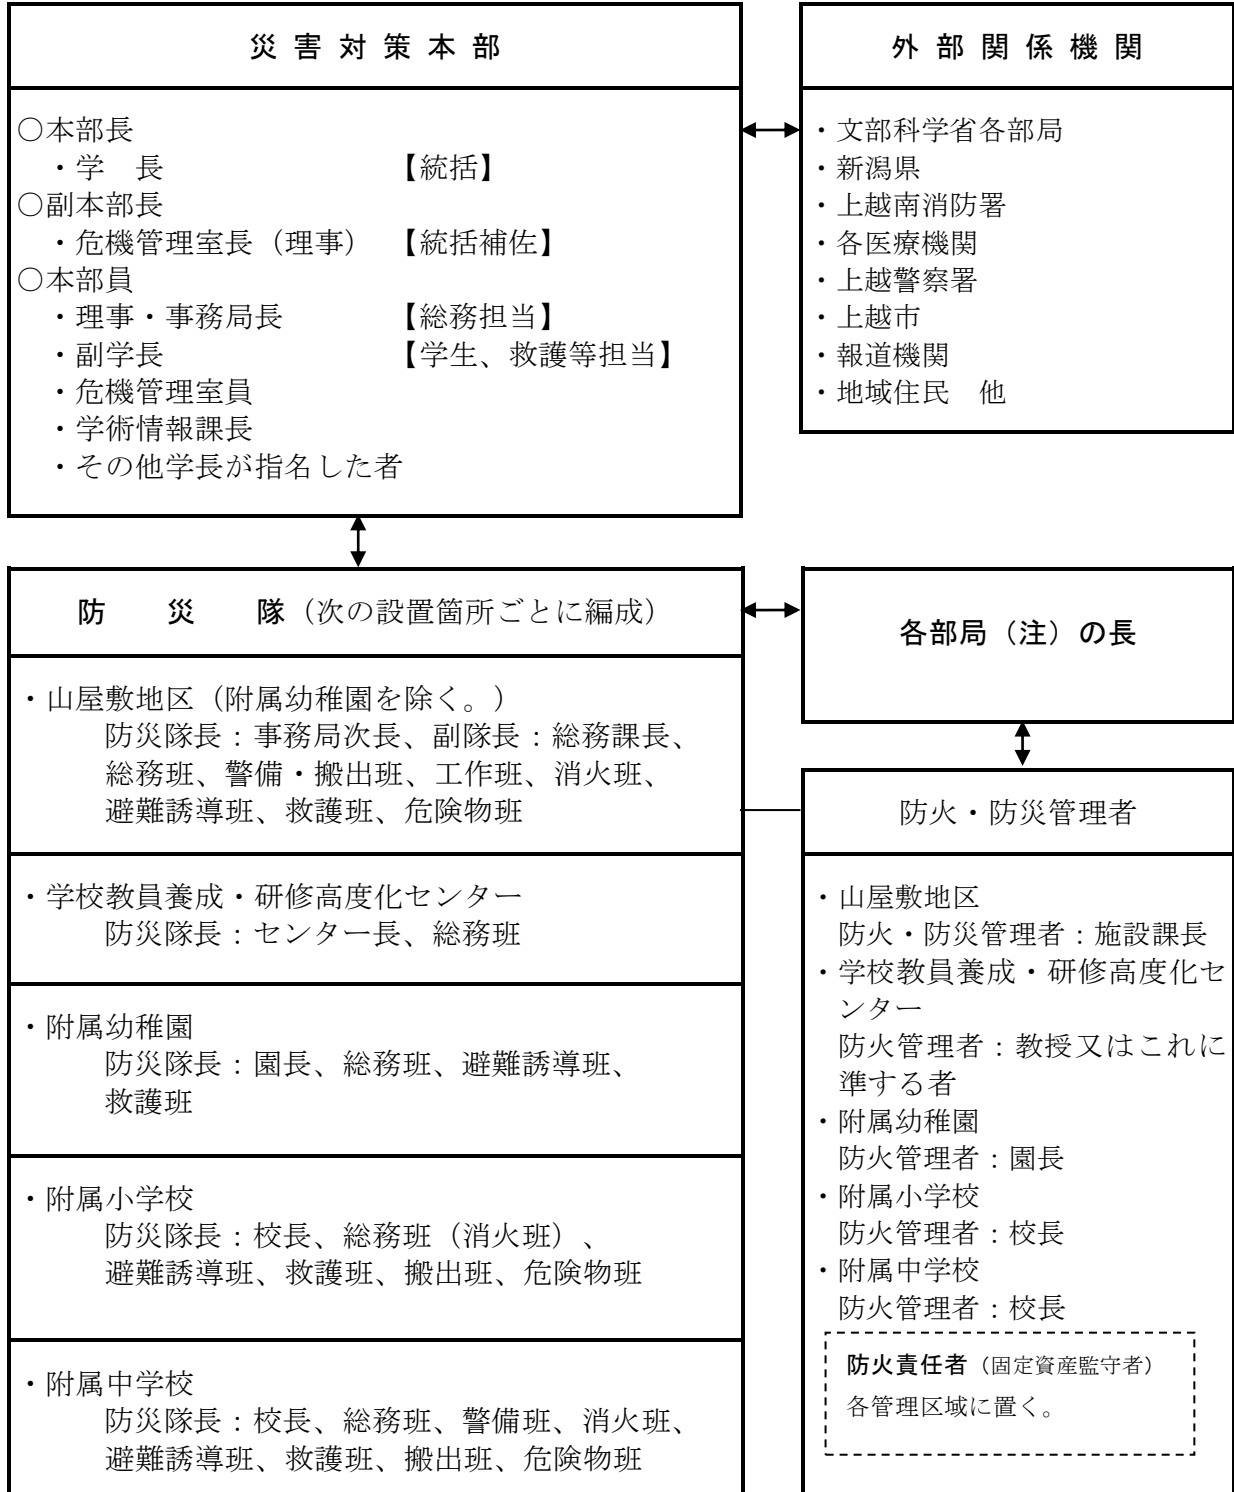 災害対策本部
○本部長
・学　長　【統括】
○副本部長
・危機管理室長（理事）　【統括補佐】
○本部員
・理事・事務局長　【総務担当】
・副学長　【学生、救護等担当】
・危機管理室員
・学術情報課長
・その他学長が指名した者
外部関係機関
・文部科学省各部局
・新潟県
・上越南消防署
・各医療機関
・上越警察署
・上越市
・報道機関
・地域住民　他
防　災　隊（次の設置箇所ごとに編成）
・山屋敷地区（附属幼稚園を除く。）
防災隊長：事務局次長、副隊長：総務課長、
総務班、警備・搬出班、工作班、消火班、
避難誘導班、救護班、危険物班
・学校教員養成・研修高度化センター
防災隊長：センター長、総務班
・附属幼稚園
防災隊長：園長、総務班、避難誘導班、
救護班
・附属小学校
防災隊長：校長、総務班（消火班）、
避難誘導班、救護班、搬出班、危険物班
・附属中学校
防災隊長：校長、総務班、警備班、消火班、
避難誘導班、救護班、搬出班、危険物班
各部局（注）の長
防火・防災管理者
・山屋敷地区
防火・防災管理者：施設課長
・学校教員養成・研修高度化セ
ンター
防火管理者：教授又はこれに
準する者
・附属幼稚園
防火管理者：園長
・附属小学校
防火管理者：校長
・附属中学校
防火管理者：校長
防火責任者（固定資産監守者）
各管理区域に置く。